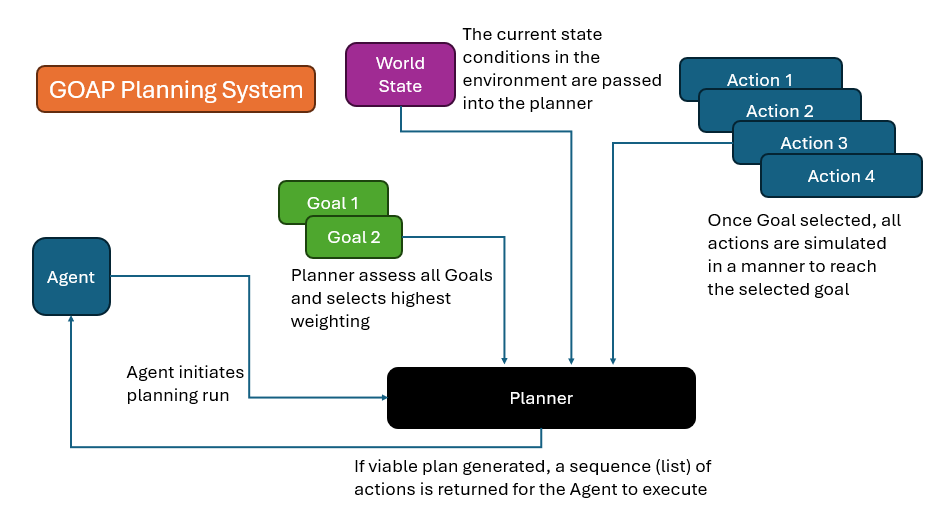 GOAP Planning System
World
State
The current state
conditions in the
environment are passed
into the planner
Action 1
Action 2
Action 3
Action 4
Once Goal selected, all
actions are simulated
in a manner to reach
the selected goal
Goal 1
Goal 2
Planner assess all Goals
and selects highest
weighting
Agent
Agent initiates
planning run
Planner
If viable plan generated, a sequence (list) of
actions is returned for the Agent to execute